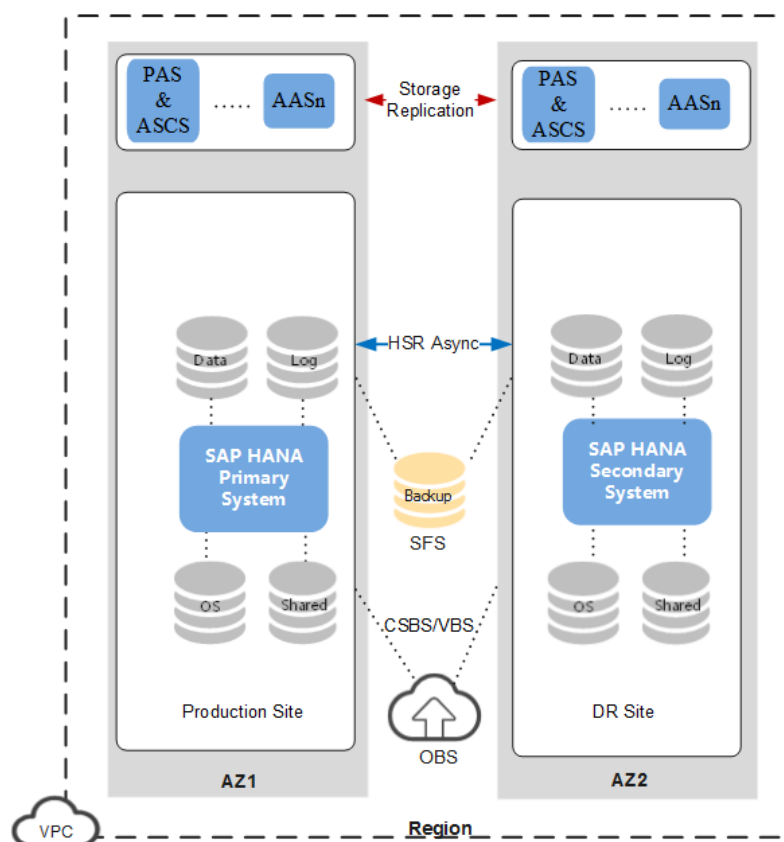 PAS
&
ASCS
.....
AASn
Storage
Replication
PAS
&
ASCS
.....
AASn
Data
Log
HSR Async
Data
Log
SAP HANA
Primary
System
Backup
SFS
SAP HANA
Secondary
System
OS
Shared
CSBS/VBS
OS
Shared
Production Site
OBS
DR Site
AZ1
AZ2
VPC
Region